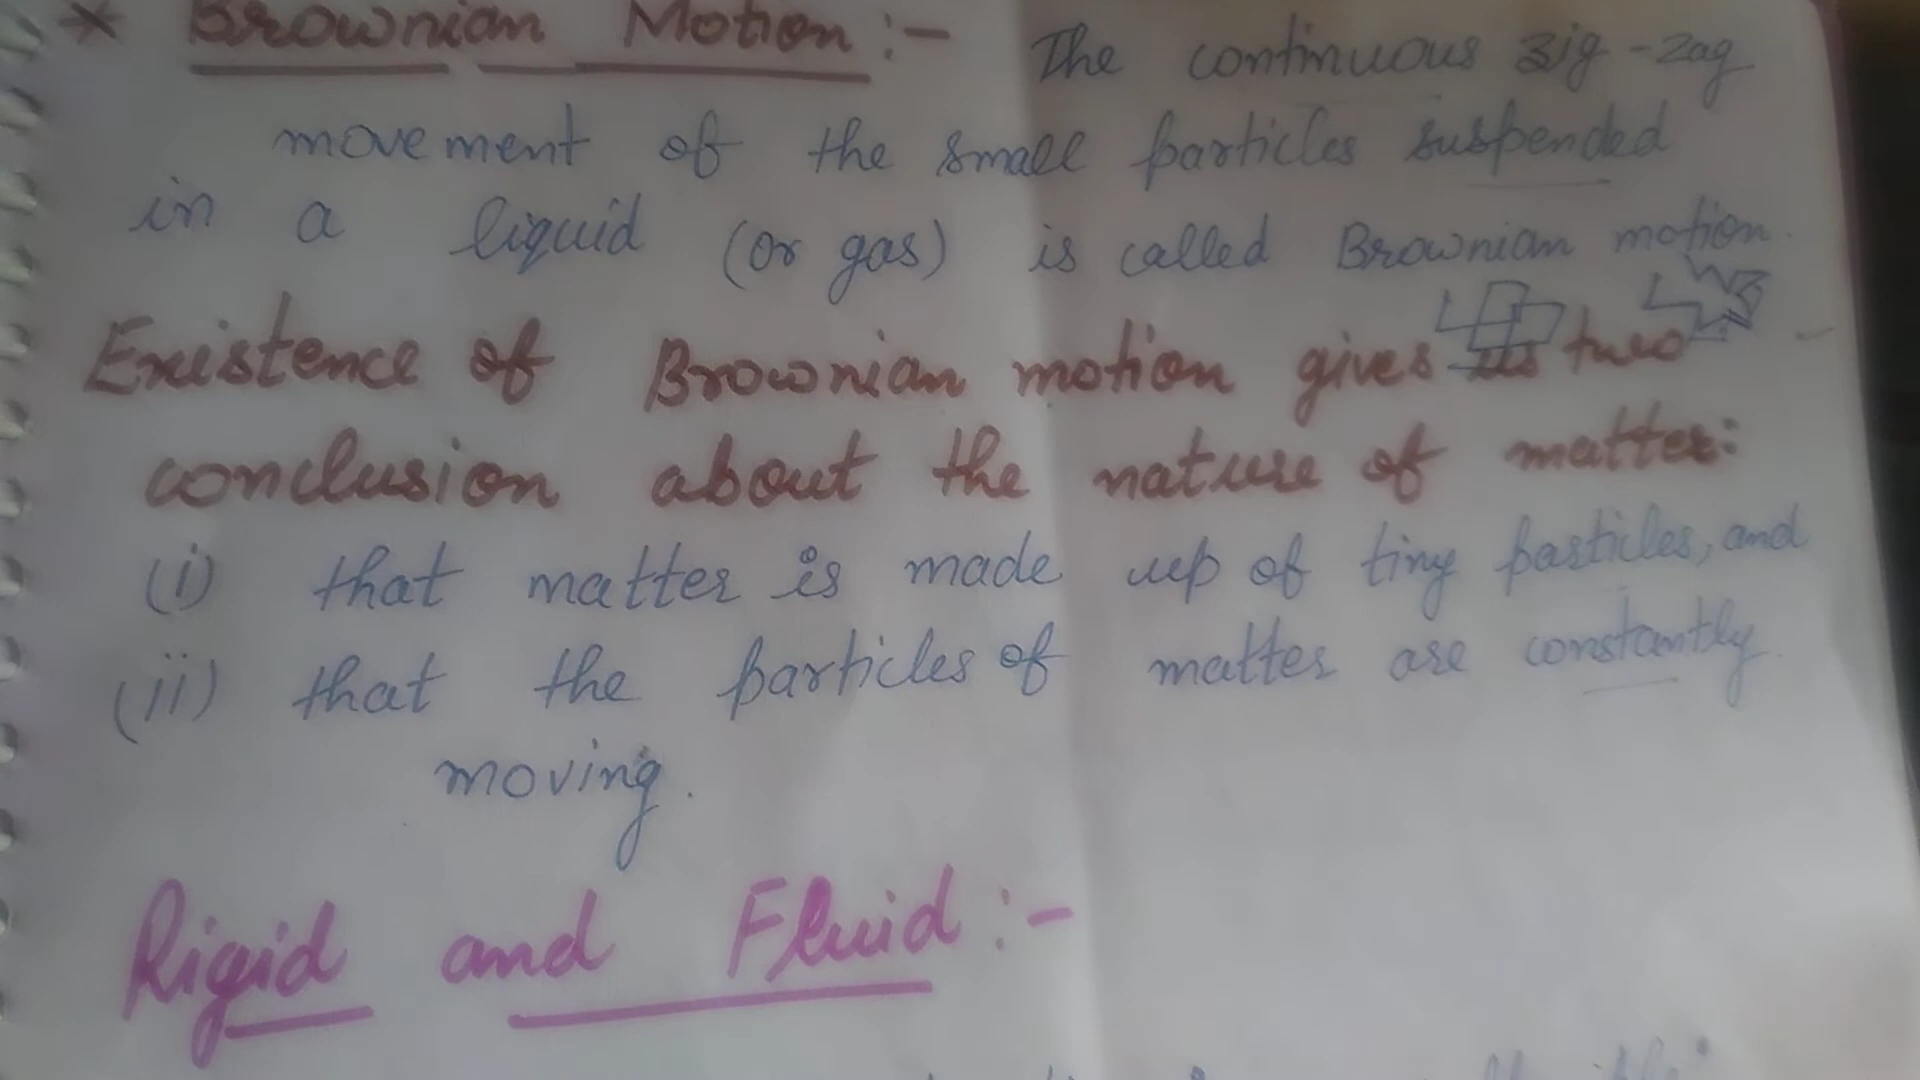 * Brownian Motion :- The continuous zig-zag
movement of the small particles suspended
in a liquid (or gas) is called Brownian motion.
Existence of Brownian motion gives us two
conclusion about the nature of matter:
(i) that matter is made up of tiny particles, and
(ii) that the particles of matter are constantly
moving.
Rigid and Fluid :-